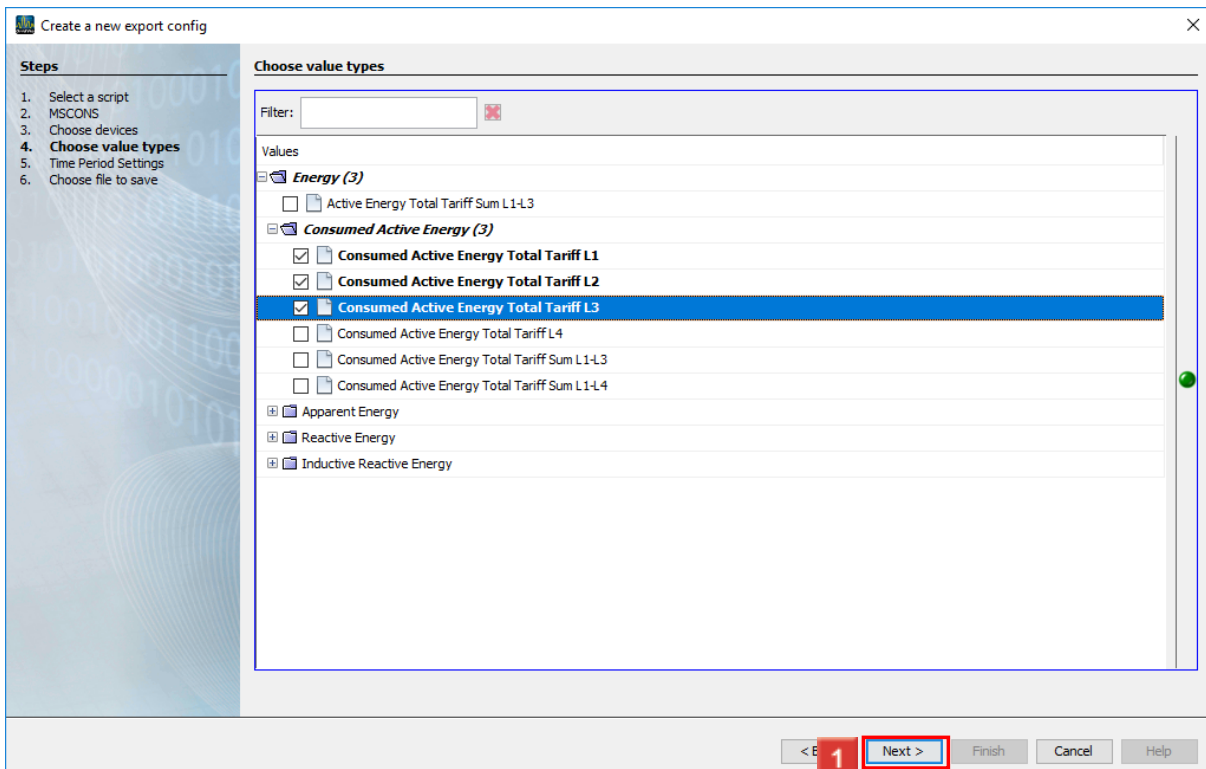 Create a new export config
Steps
1. Select a script
2. MSCONS
3. Choose devices
4. Choose value types
5. Time Period Settings
6. Choose file to save
Choose value types
Filter:
Values
Energy (3)
Active Energy Total Tariff Sum L1-L3
Consumed Active Energy (3)
Consumed Active Energy Total Tariff L1
Consumed Active Energy Total Tariff L2
Consumed Active Energy Total Tariff L3
Consumed Active Energy Total Tariff L4
Consumed Active Energy Total Tariff Sum L1-L3
Consumed Active Energy Total Tariff Sum L1-L4
Apparent Energy
Reactive Energy
Inductive Reactive Energy
1 Next > Finish Cancel Help